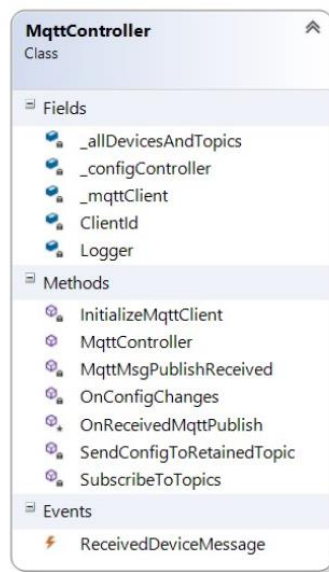 MqttController
Class
Fields
_allDevicesAndTopics
_configController
_mqttClient
ClientId
Logger
Methods
InitializeMqttClient
MqttController
MqttMsgPublishReceived
OnConfigChanges
OnReceivedMqttPublish
SendConfigToRetainedTopic
SubscribeToTopics
Events
ReceivedDeviceMessage